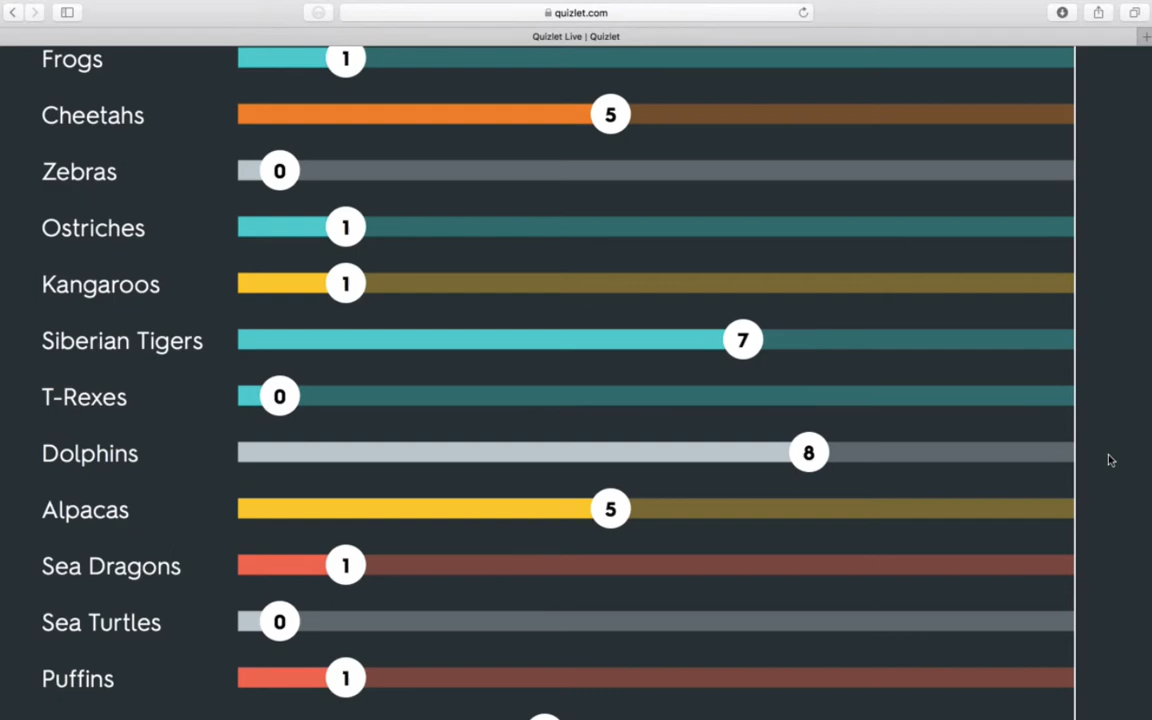 quizlet.com
Quizlet Live | Quizlet
Frogs 1
Cheetahs 5
Zebras 0
Ostriches 1
Kangaroos 1
Siberian Tigers 7
T-Rexes 0
Dolphins 8
Alpacas 5
Sea Dragons 1
Sea Turtles 0
Puffins 1